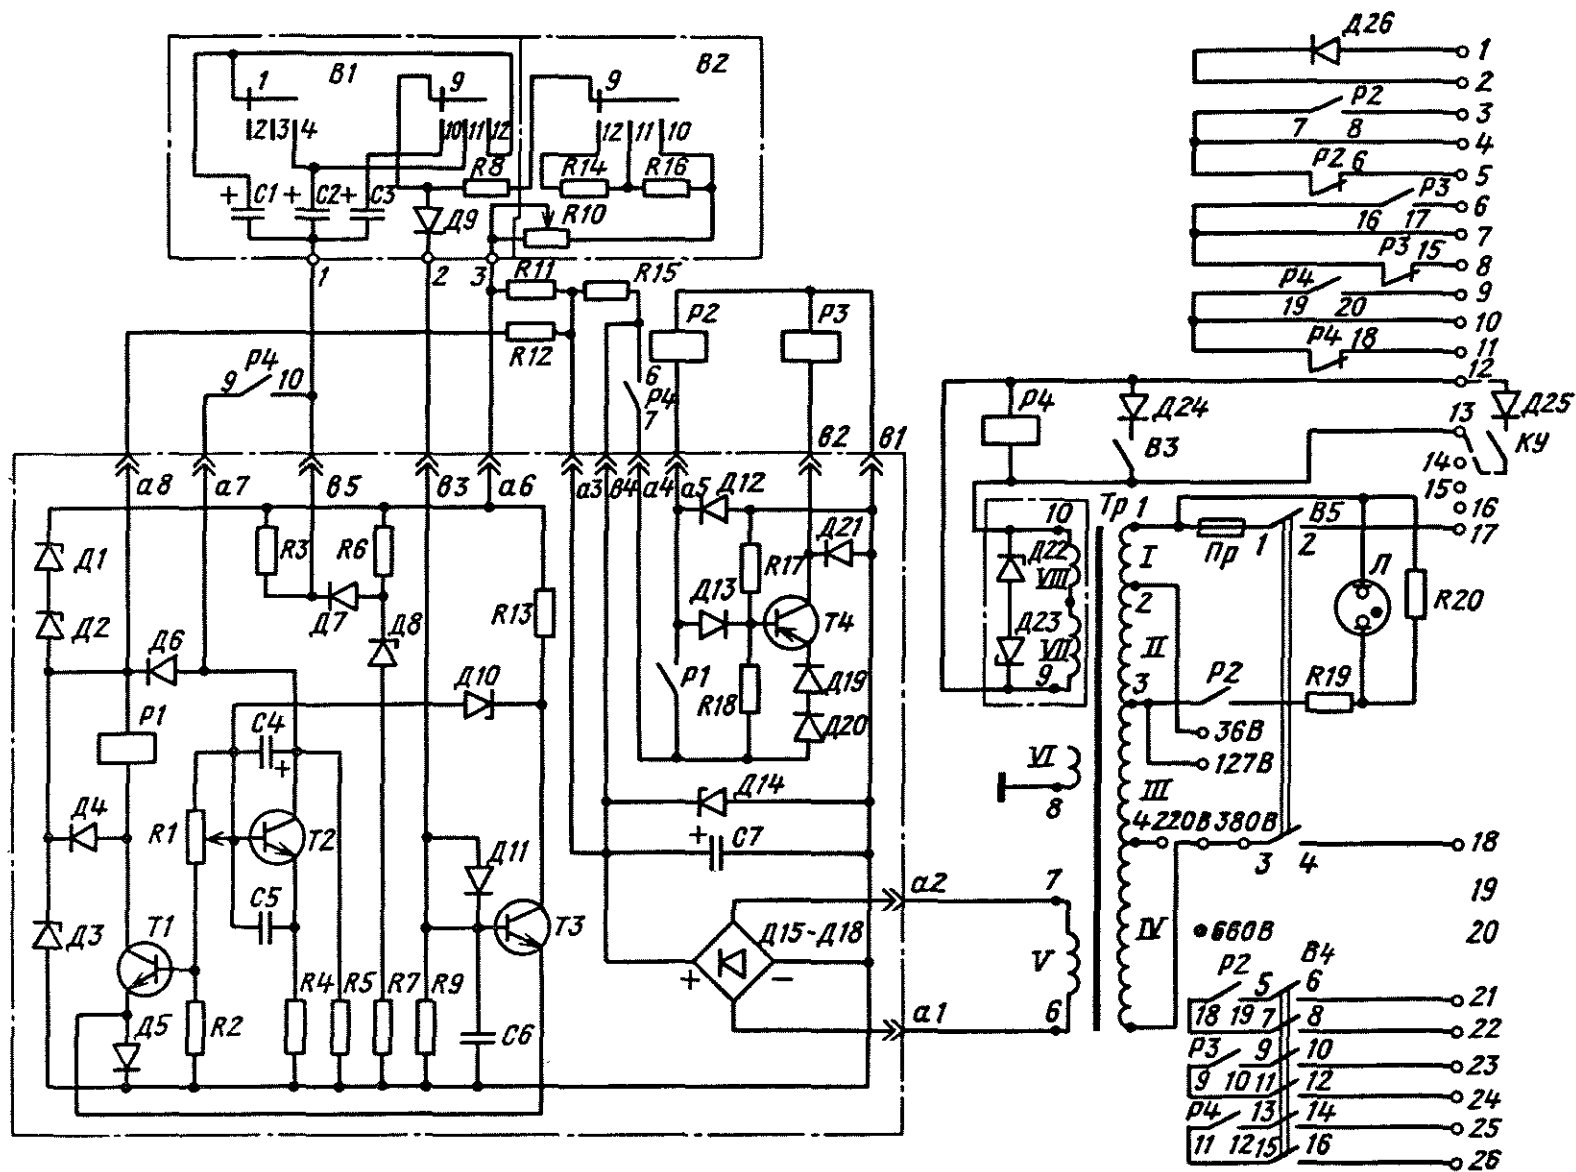 Д26
1
В1
В2
2
1
9
9
Р2
3
7
8
4
2
3
4
10
11
12
12
11
10
Р2
6
5
R8
R14
R16
Р3
6
+
С1
+
С2
+
С3
Д9
R10
16
17
7
Р3
15
8
1
2
3
R11
R15
Р4
9
19
20
10
Р2
Р3
R12
Р4
18
11
12
Р4
9
10
6
Р4
7
Р4
Д24
13
Д25
В3
КУ
в2
в1
14
а8
а7
в5
в3
а6
а3
в4
а4
а5
Д12
15
16
10
Тр
1
В5
17
Д1
R3
R6
R17
Д21
Д22
VIII
I
Пр
1
2
Л
Д2
Д7
Д8
R13
Д13
Т4
Д23
VII
2
R20
Д6
Д10
Р1
R18
Д19
9
II
3
Р2
R19
Р1
С4
+
Д20
VI
36В
127В
Д4
R1
Т2
Д14
8
III
+
С7
4
220В
380В
18
Д11
3
4
С5
а2
7
19
Д3
Т1
Т3
Д15-Д18
IV
660В
20
+
−
V
Р2
5
В4
6
21
R4
R5
R7
R9
Д5
R2
С6
а1
6
18
19
7
8
22
Р3
9
10
23
9
10
11
12
24
Р4
13
14
25
11
12
15
16
26